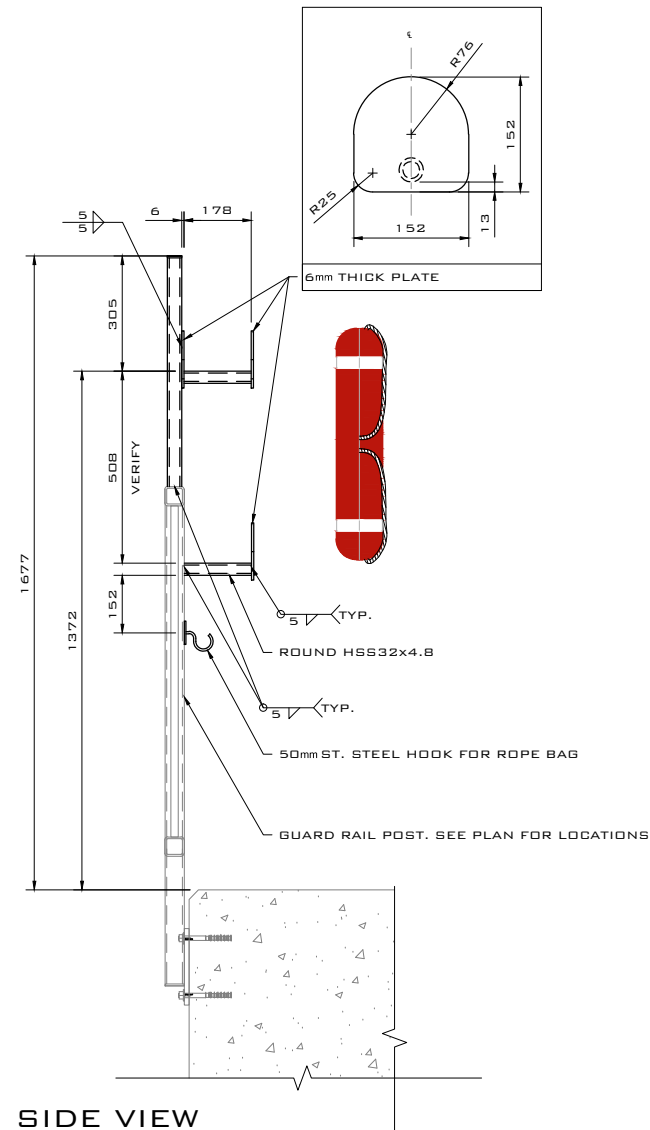 ℄
R76
152
R25
13
152
6mm THICK PLATE
5
5
6
178
305
508
VERIFY
1677
1372
152
5
TYP.
ROUND HSS32x4.8
5
TYP.
50mm ST. STEEL HOOK FOR ROPE BAG
GUARD RAIL POST. SEE PLAN FOR LOCATIONS
SIDE VIEW